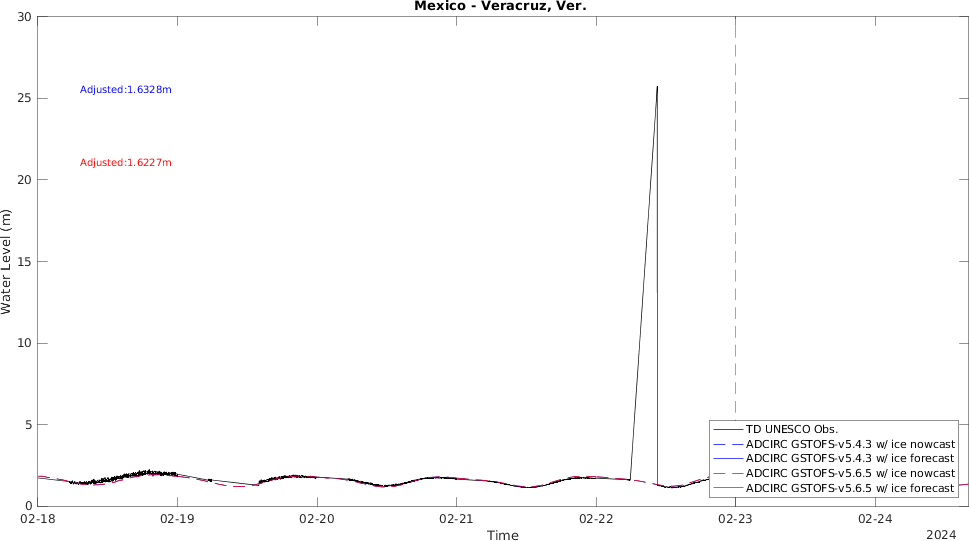 Mexico - Veracruz, Ver.
30
25
20
15
10
5
0
Water Level (m)
Adjusted:1.6328m
Adjusted:1.6227m
TD UNESCO Obs.
ADCIRC GSTOFS-v5.4.3 w/ ice nowcast
ADCIRC GSTOFS-v5.4.3 w/ ice forecast
ADCIRC GSTOFS-v5.6.5 w/ ice nowcast
ADCIRC GSTOFS-v5.6.5 w/ ice forecast
02-18 02-19 02-20 02-21 02-22 02-23 02-24
Time
2024